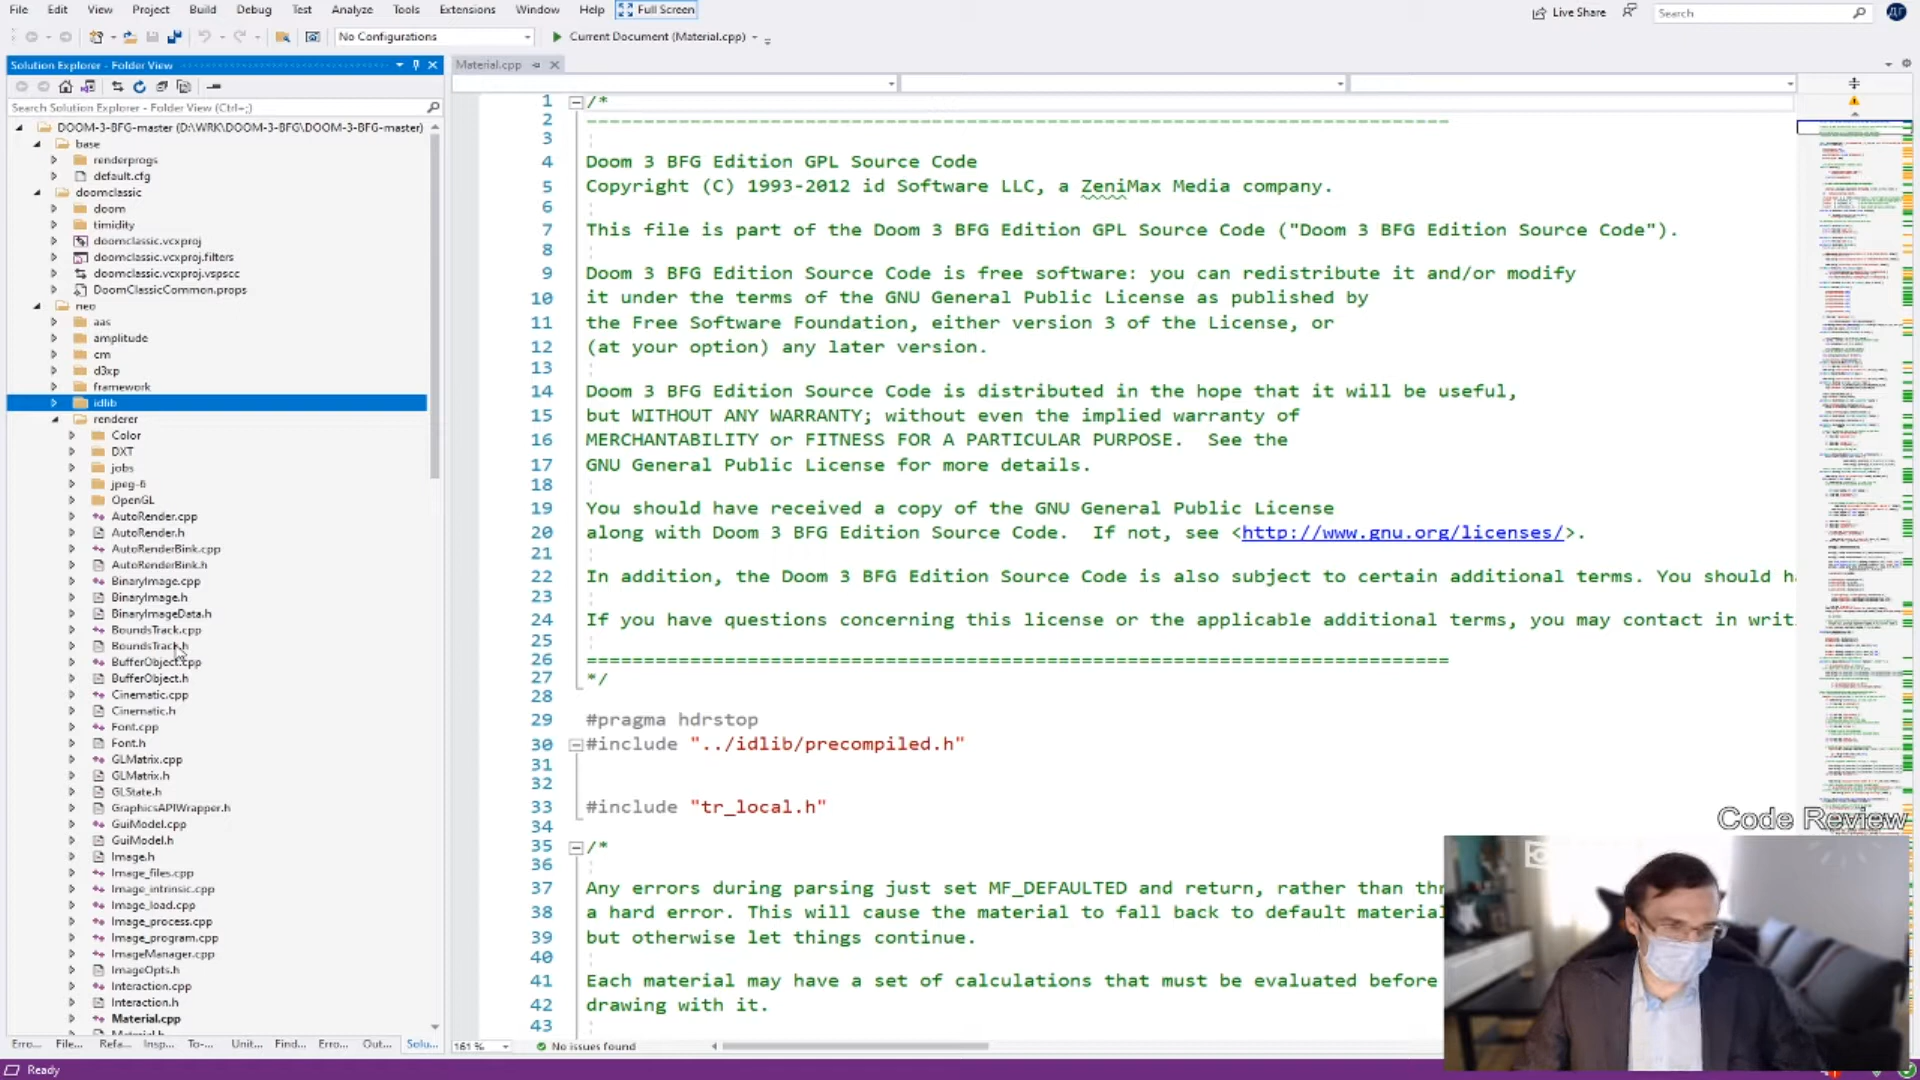 File Edit View Project Build Debug Test Analyze Tools Extensions Window Help Full Screen
Live Share Search ДГ
No Configurations Current Document (Material.cpp)
Solution Explorer - Folder View
Search Solution Explorer - Folder View (Ctrl+;)
DOOM-3-BFG-master (D:\WRK\DOOM-3-BFG\DOOM-3-BFG-master)
base
renderprogs
default.cfg
doomclassic
doom
timidity
doomclassic.vcxproj
doomclassic.vcxproj.filters
doomclassic.vcxproj.vspscc
DoomClassicCommon.props
neo
aas
amplitude
cm
d3xp
framework
idlib
renderer
Color
DXT
jobs
jpeg-6
OpenGL
AutoRender.cpp
AutoRender.h
AutoRenderBink.cpp
AutoRenderBink.h
BinaryImage.cpp
BinaryImage.h
BinaryImageData.h
BoundsTrack.cpp
BoundsTrack.h
BufferObject.cpp
BufferObject.h
Cinematic.cpp
Cinematic.h
Font.cpp
Font.h
GLMatrix.cpp
GLMatrix.h
GLState.h
GraphicsAPIWrapper.h
GuiModel.cpp
GuiModel.h
Image.h
Image_files.cpp
Image_intrinsic.cpp
Image_load.cpp
Image_process.cpp
Image_program.cpp
ImageManager.cpp
ImageOpts.h
Interaction.cpp
Interaction.h
Material.cpp
Material.h
Erro... File... Refa... Insp... To-... Unit... Find... Erro... Out... Solu...
Material.cpp
1 /*
2 ===============================================================================
3
4 Doom 3 BFG Edition GPL Source Code
5 Copyright (C) 1993-2012 id Software LLC, a ZeniMax Media company.
6
7 This file is part of the Doom 3 BFG Edition GPL Source Code ("Doom 3 BFG Edition Source Code").
8
9 Doom 3 BFG Edition Source Code is free software: you can redistribute it and/or modify
10 it under the terms of the GNU General Public License as published by
11 the Free Software Foundation, either version 3 of the License, or
12 (at your option) any later version.
13
14 Doom 3 BFG Edition Source Code is distributed in the hope that it will be useful,
15 but WITHOUT ANY WARRANTY; without even the implied warranty of
16 MERCHANTABILITY or FITNESS FOR A PARTICULAR PURPOSE.  See the
17 GNU General Public License for more details.
18
19 You should have received a copy of the GNU General Public License
20 along with Doom 3 BFG Edition Source Code.  If not, see <http://www.gnu.org/licenses/>.
21
22 In addition, the Doom 3 BFG Edition Source Code is also subject to certain additional terms. You should h
23
24 If you have questions concerning this license or the applicable additional terms, you may contact in writ
25
26 ===============================================================================
27 */
28
29 #pragma hdrstop
30 #include "../idlib/precompiled.h"
31
32
33 #include "tr_local.h"
34
35 /*
36
37 Any errors during parsing just set MF_DEFAULTED and return, rather than thr
38 a hard error. This will cause the material to fall back to default material
39 but otherwise let things continue.
40
41 Each material may have a set of calculations that must be evaluated before
42 drawing with it.
43
161 % No issues found
Code Review
Ready